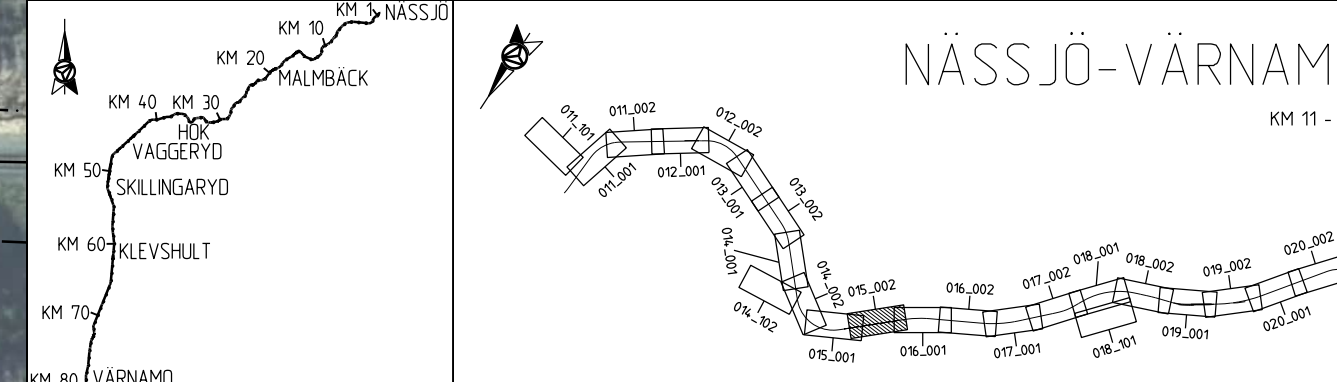 KM 1
NÄSSJÖ
KM 10
KM 20
MALMBÄCK
KM 40
KM 30
HOK
VAGGERYD
KM 50
SKILLINGARYD
KM 60
KLEVSHULT
KM 70
KM 80
VÄRNAMO
NÄSSJÖ-VÄRNAM
KM 11 -
011_101
011_002
011_001
012_001
012_002
013_001
013_002
014_001
014_002
014_102
015_002
015_001
016_002
016_001
017_002
017_001
018_001
018_002
018_101
019_002
019_001
020_002
020_001